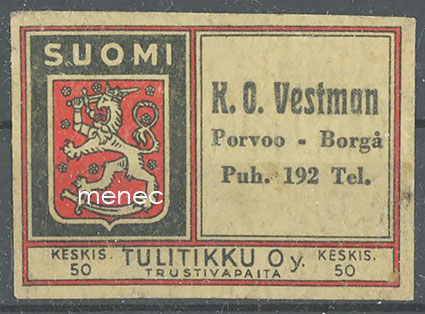 SUOMI
K. O. Vestman
Porvoo - Borgå
Puh. 192 Tel.
menec
KESKIS. 50
TULITIKKU Oy.
TRUSTIVAPAITA
KESKIS. 50